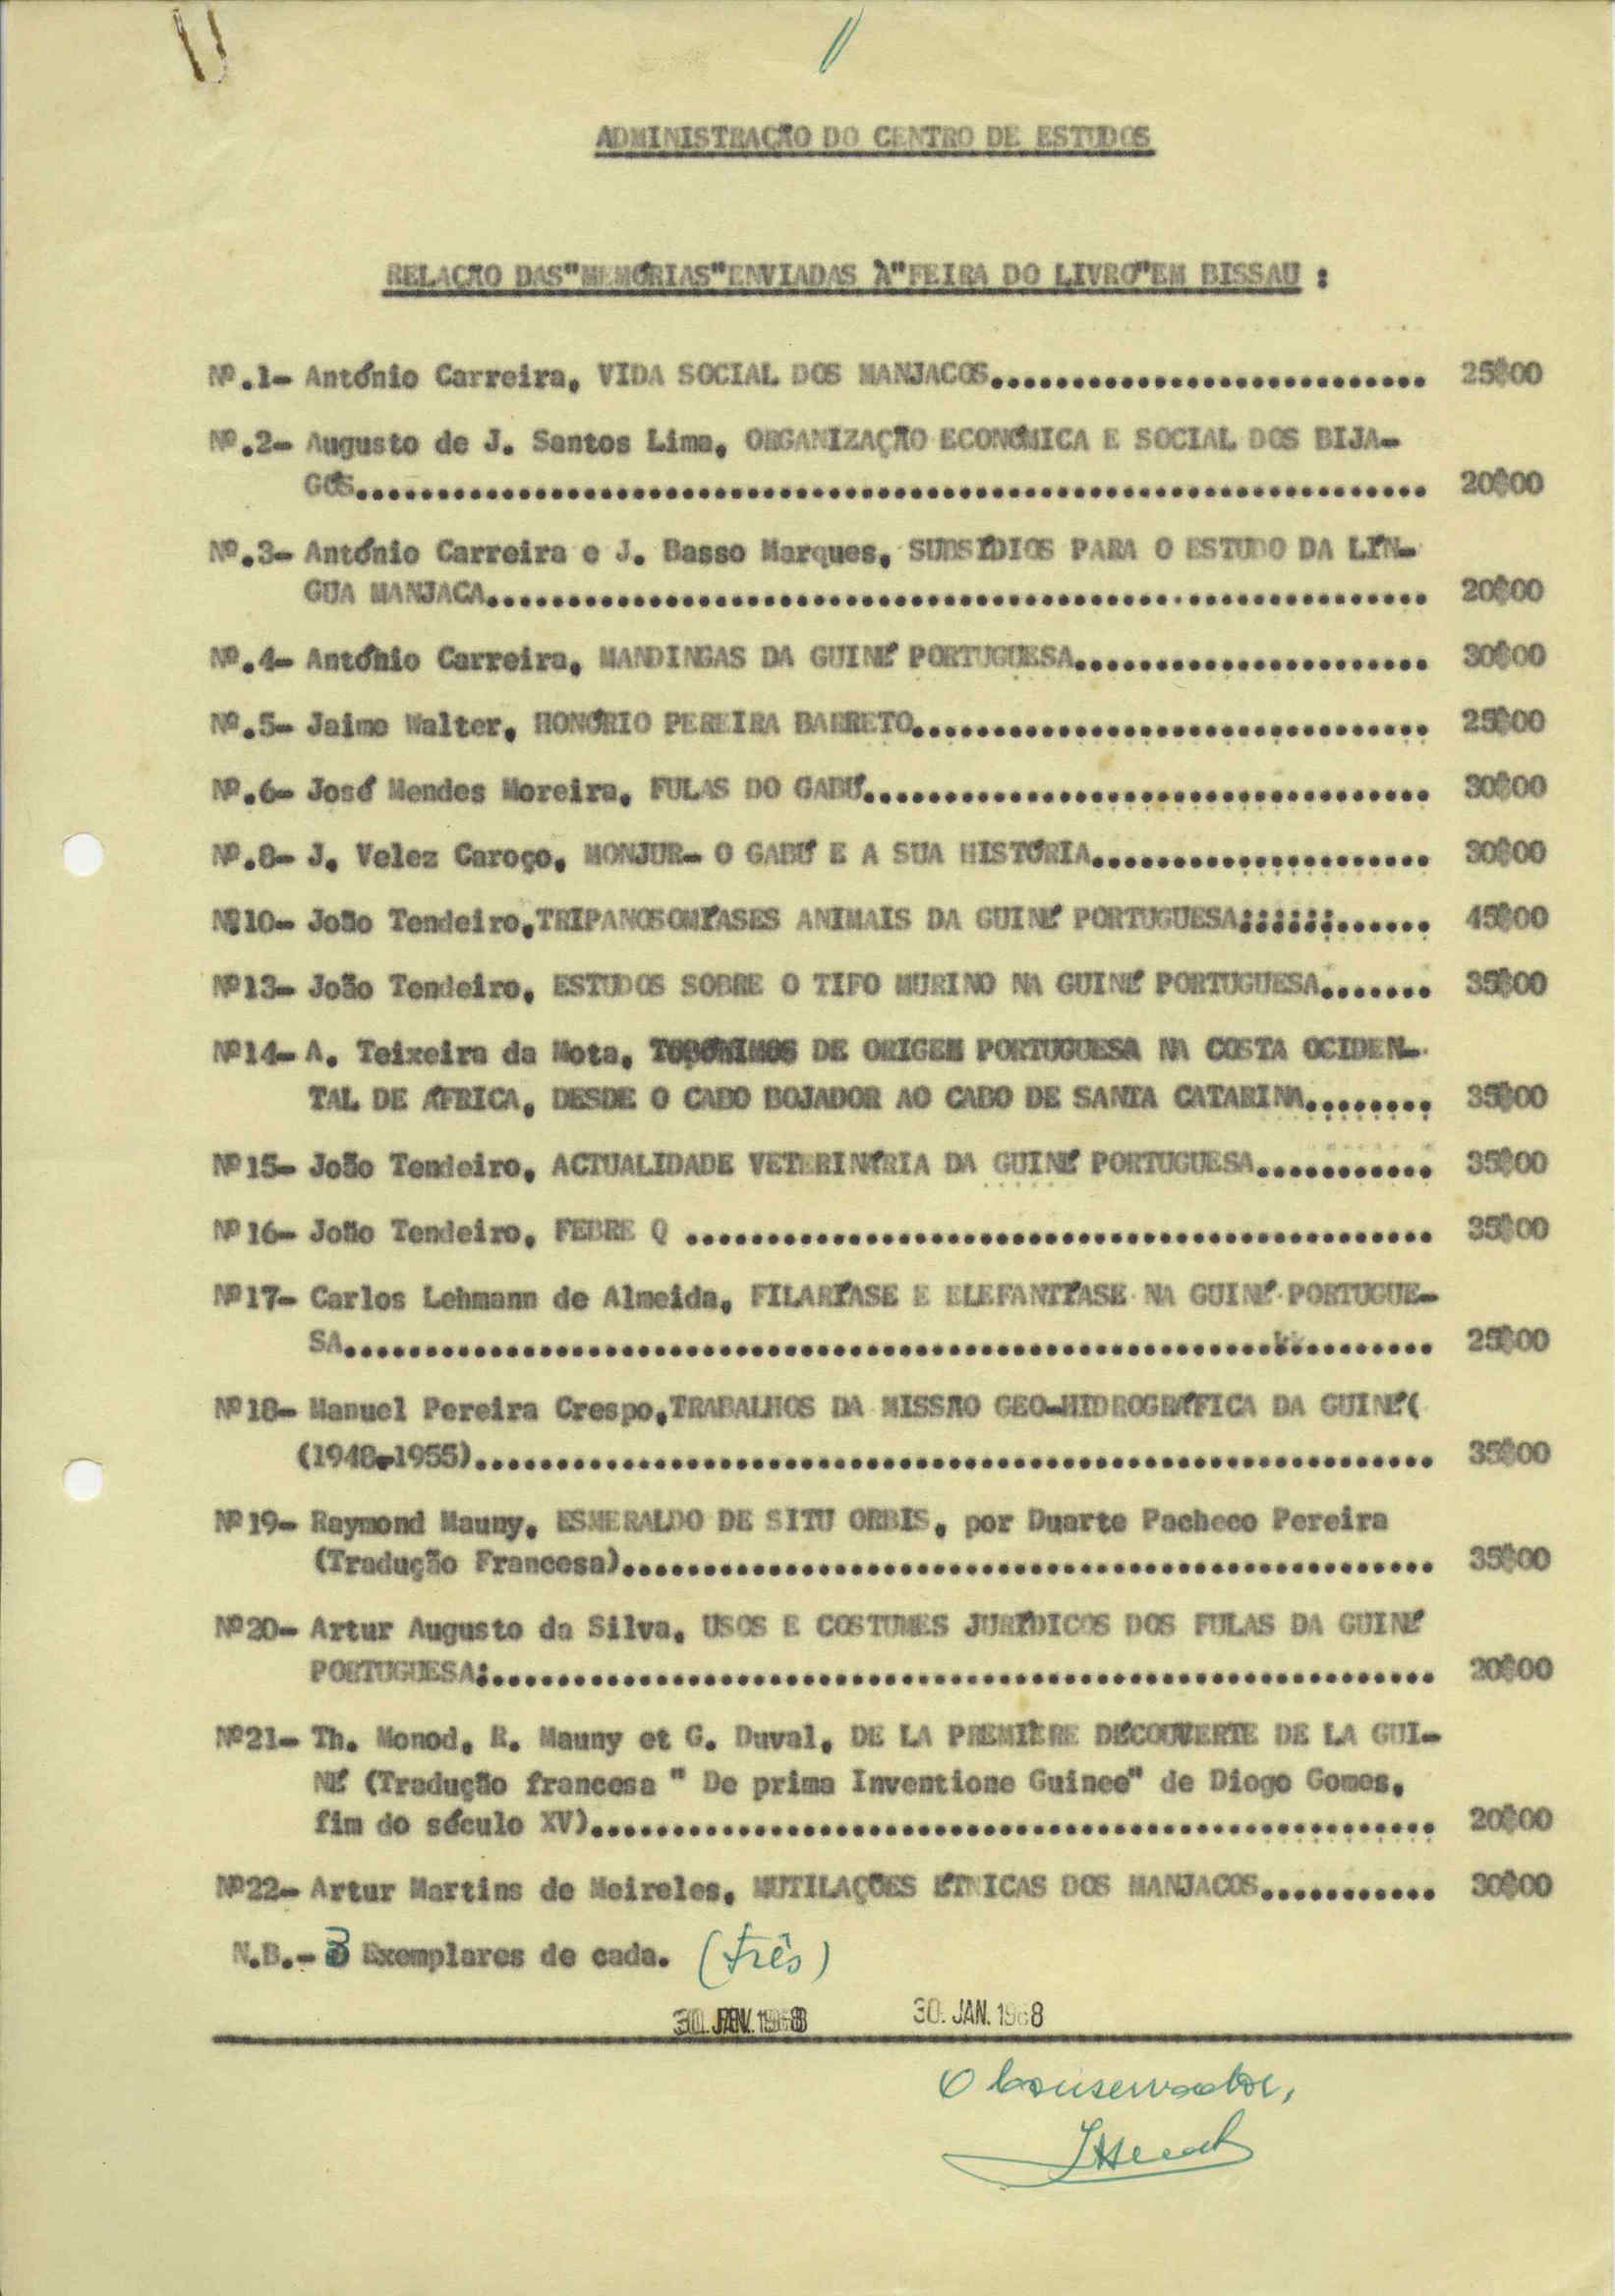 ADMINISTRAÇÃO DO CENTRO DE ESTUDOS
RELAÇÃO DAS"MEMÓRIAS"ENVIADAS À"FEIRA DO LIVRO"EM BISSAU :
Nº.1- António Carreira, VIDA SOCIAL DOS MANJACOS........................... 25$00
Nº.2- Augusto de J. Santos Lima, ORGANIZAÇÃO ECONÓMICA E SOCIAL DOS BIJA-
GÓS.................................................................. 20$00
Nº.3- António Carreira e J. Basso Marques, SUBSÍDIOS PARA O ESTUDO DA LÍN-
GUA MANJACA.......................................................... 20$00
Nº.4- António Carreira, MANDINGAS DA GUINÉ PORTUGUESA...................... 30$00
Nº.5- Jaime Walter, HONÓRIO PEREIRA BARRETO................................ 25$00
Nº.6- José Mendes Moreira, FULAS DO GABÚ................................... 30$00
Nº.8- J. Velez Caroço, MONJUR- O GABÚ E A SUA HISTÓRIA..................... 30$00
Nº10- João Tendeiro,TRIPANOSOMÍASES ANIMAIS DA GUINÉ PORTUGUESA;;;;;;...... 45$00
Nº13- João Tendeiro, ESTUDOS SOBRE O TIFO MURINO NA GUINÉ PORTUGUESA....... 35$00
Nº14- A. Teixeira da Mota, TOPÓNIMOS DE ORIGEM PORTUGUESA NA COSTA OCIDEN-
TAL DE ÁFRICA, DESDE O CABO BOJADOR AO CABO DE SANTA CATARINA........ 35$00
Nº15- João Tendeiro, ACTUALIDADE VETERINÁRIA DA GUINÉ PORTUGUESA........... 35$00
Nº16- João Tendeiro, FEBRE Q .............................................. 35$00
Nº17- Carlos Lehmann de Almeida, FILARÍASE E ELEFANTÍASE NA GUINÉ PORTUGUE-
SA................................................................... 25$00
Nº18- Manuel Pereira Crespo,TRABALHOS DA MISSÃO GEO-HIDROGRÁFICA DA GUINÉ(
(1948-1955)........................................................... 35$00
Nº19- Raymond Mauny, ESMERALDO DE SITU ORBIS, por Duarte Pacheco Pereira
(Tradução Francesa).................................................. 35$00
Nº20- Artur Augusto da Silva, USOS E COSTUMES JURÍDICOS DOS FULAS DA GUINÉ
PORTUGUESA;.......................................................... 20$00
Nº21- Th. Monod, R. Mauny et G. Duval, DE LA PREMIÈRE DÉCOUVERTE DE LA GUI-
NÉ (Tradução francesa " De prima Inventione Guinee" de Diogo Gomes,
fim do século XV).................................................... 20$00
Nº22- Artur Martins de Meireles, MUTILAÇÕES ÉTNICAS DOS MANJACOS........... 30$00
N.B.-3 Exemplares de cada. (três)
30. JAN. 1968 30. JAN. 1968
O Conservador,